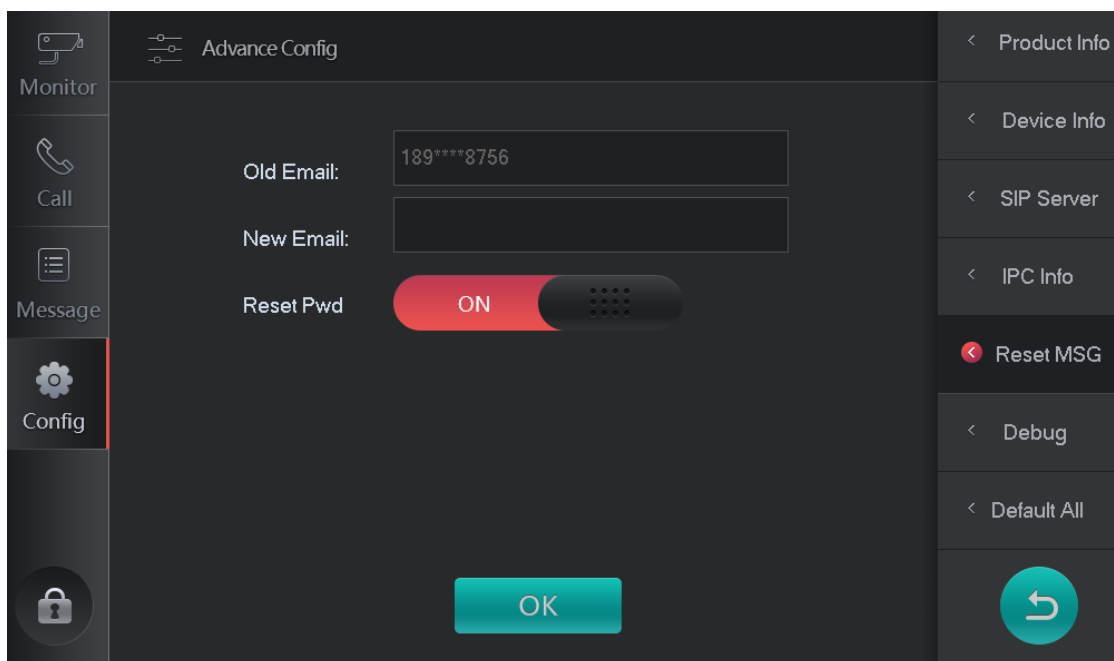 Monitor
Call
Message
Config
Advance Config
Old Email:
189****8756
New Email:
Reset Pwd
ON
OK
Product Info
Device Info
SIP Server
IPC Info
Reset MSG
Debug
Default All